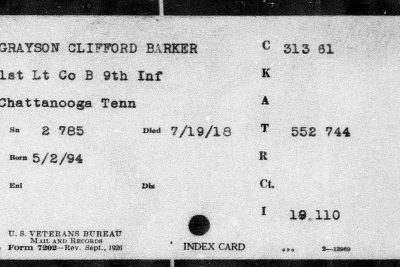 GRAYSON CLIFFORD BARKER C 313 61
1st Lt Co B 9th Inf K
Chattanooga Tenn A
Sn 2 785 Died 7/19/18 T 552 744
Born 5/2/94 R
Enl Dis Ct.
I 19 110
U. S. VETERANS BUREAU
MAIL AND RECORDS
Form 7202—Rev. Sept., 1926 INDEX CARD 2—13969